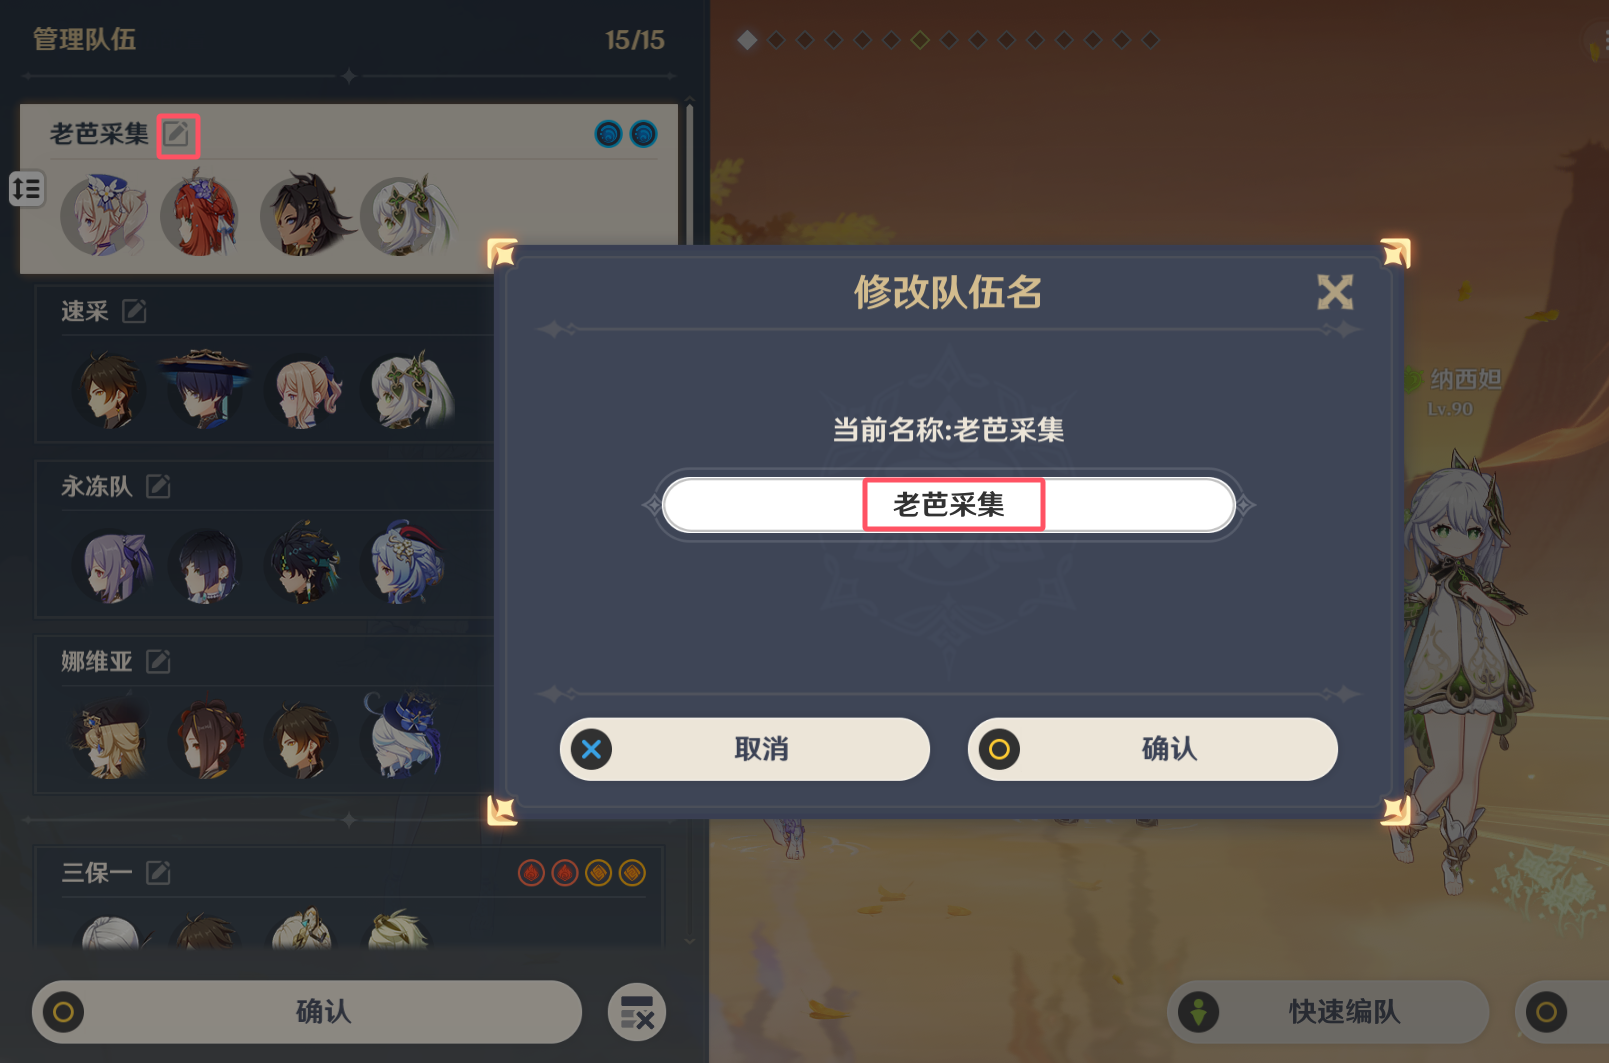 管理队伍
15/15
老芭采集
速采
永冻队
娜维亚
三保一
确认
修改队伍名
当前名称:老芭采集
老芭采集
取消
确认
纳西妲
Lv.90
快速编队